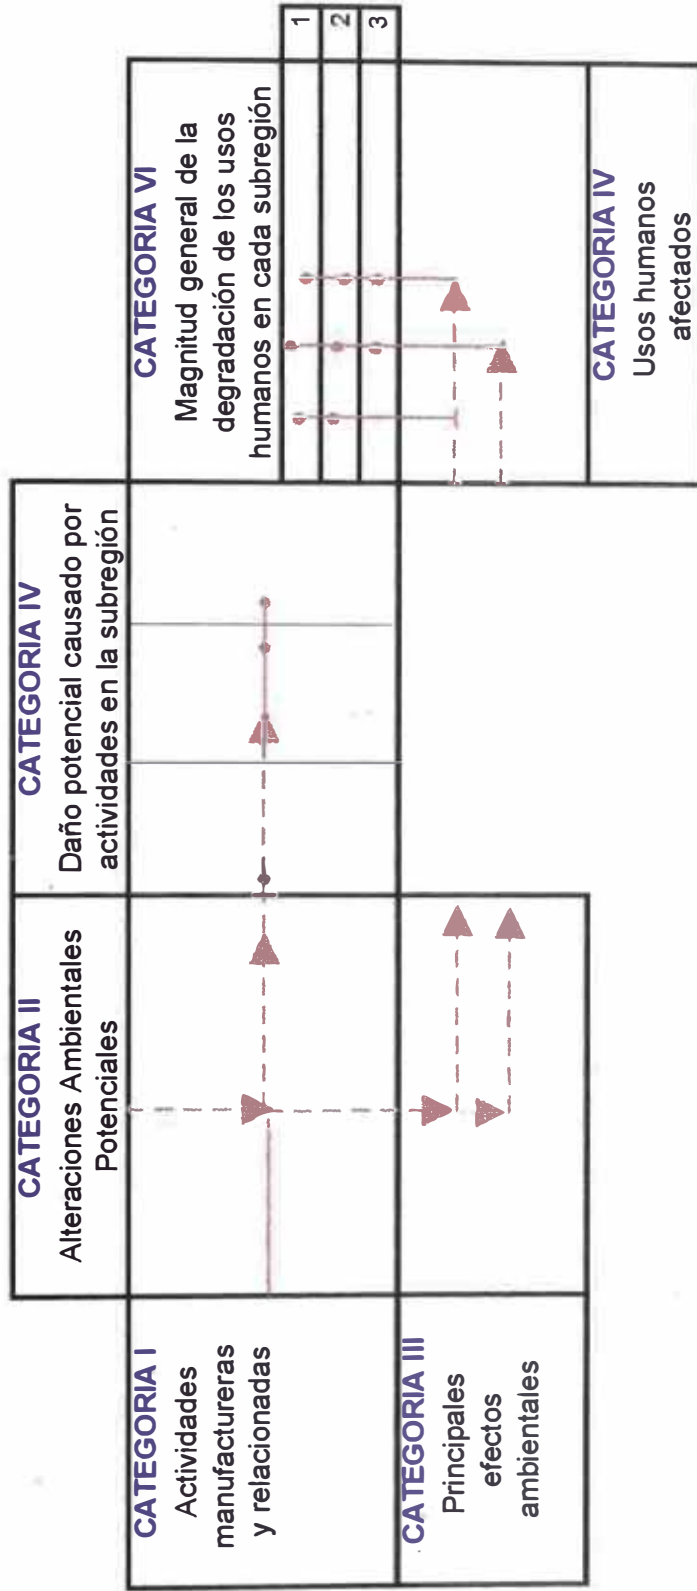 CATEGORIA II
Alteraciones Ambientales
Potenciales
CATEGORIA IV
Daño potencial causado por
actividades en la subregión
CATEGORIA I
Actividades
manufactureras
y relacionadas
CATEGORIA VI
Magnitud general de la
degradación de los usos
humanos en cada subregión
1
2
3
CATEGORIA III
Principales
efectos
ambientales
CATEGORIA IV
Usos humanos
afectados